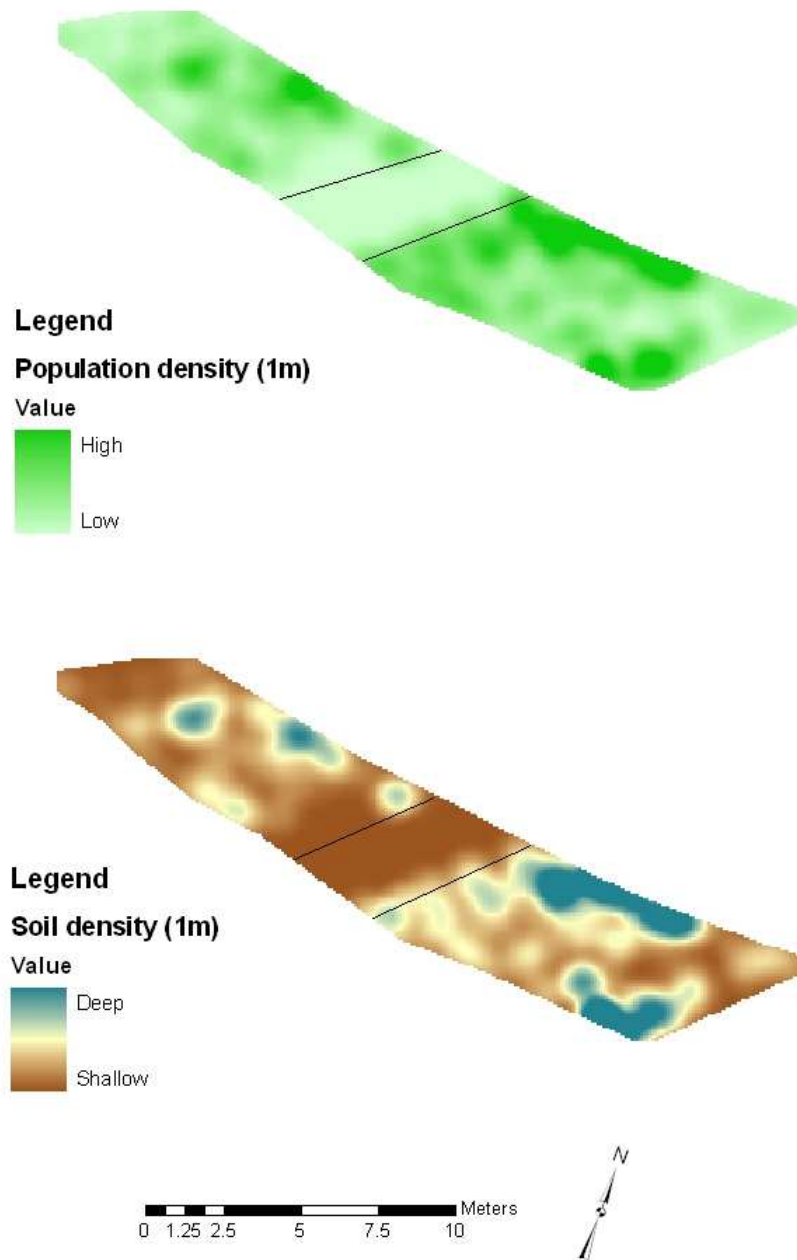 Legend
Population density (1m)
Value
High
Low
Legend
Soil density (1m)
Value
Deep
Shallow
N
Meters
0 1.25 2.5 5 7.5 10